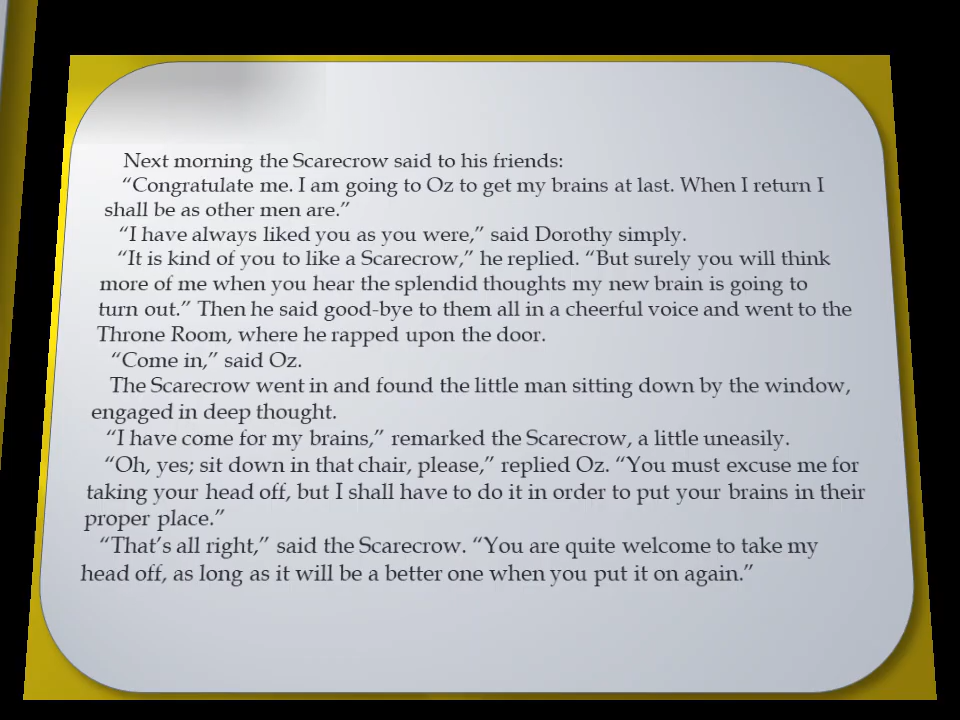 Next morning the Scarecrow said to his friends:
“Congratulate me. I am going to Oz to get my brains at last. When I return I
shall be as other men are.”
“I have always liked you as you were,” said Dorothy simply.
“It is kind of you to like a Scarecrow,” he replied. “But surely you will think
more of me when you hear the splendid thoughts my new brain is going to
turn out.” Then he said good-bye to them all in a cheerful voice and went to the
Throne Room, where he rapped upon the door.
“Come in,” said Oz.
The Scarecrow went in and found the little man sitting down by the window,
engaged in deep thought.
“I have come for my brains,” remarked the Scarecrow, a little uneasily.
“Oh, yes; sit down in that chair, please,” replied Oz. “You must excuse me for
taking your head off, but I shall have to do it in order to put your brains in their
proper place.”
“That’s all right,” said the Scarecrow. “You are quite welcome to take my
head off, as long as it will be a better one when you put it on again.”